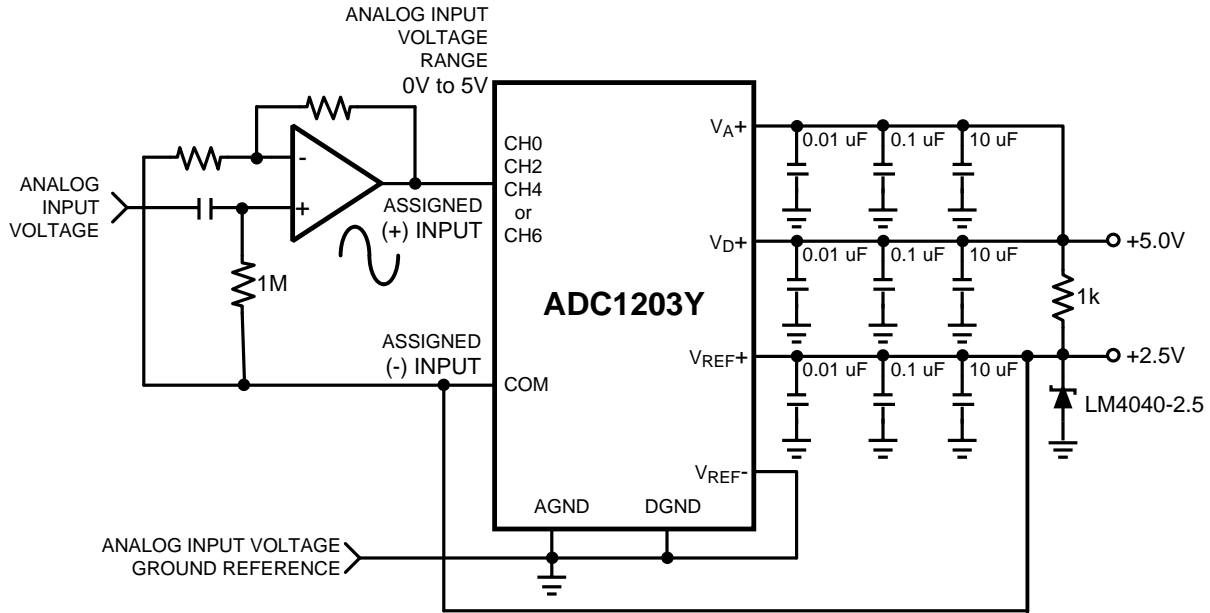 ANALOG INPUT
VOLTAGE
RANGE
0V to 5V
ANALOG
INPUT
VOLTAGE
-
+
1M
ASSIGNED
(+) INPUT
ASSIGNED
(-) INPUT
CH0
CH2
CH4
or
CH6
COM
ADC1203Y
VA+
VD+
VREF+
VREF-
AGND
DGND
0.01 uF
0.1 uF
10 uF
0.01 uF
0.1 uF
10 uF
0.01 uF
0.1 uF
10 uF
+5.0V
1k
+2.5V
LM4040-2.5
ANALOG INPUT VOLTAGE
GROUND REFERENCE